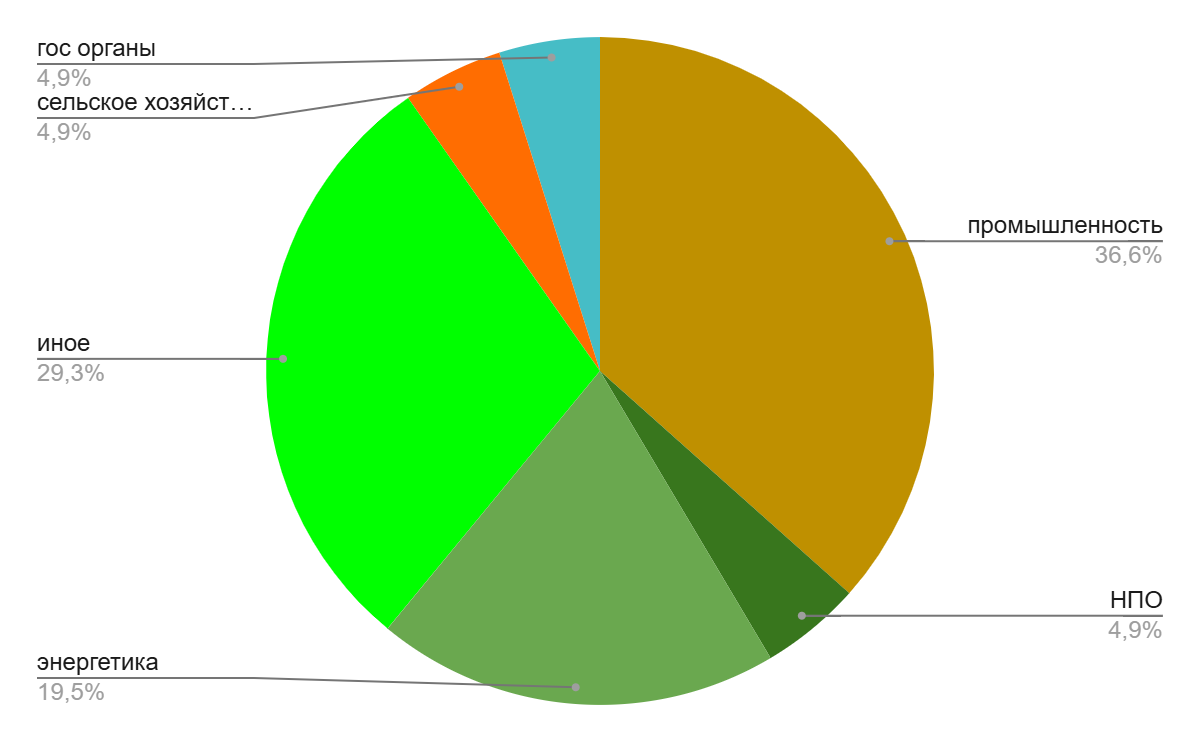 гос органы
4,9%
сельское хозяйст…
4,9%
промышленность
36,6%
иное
29,3%
НПО
4,9%
энергетика
19,5%